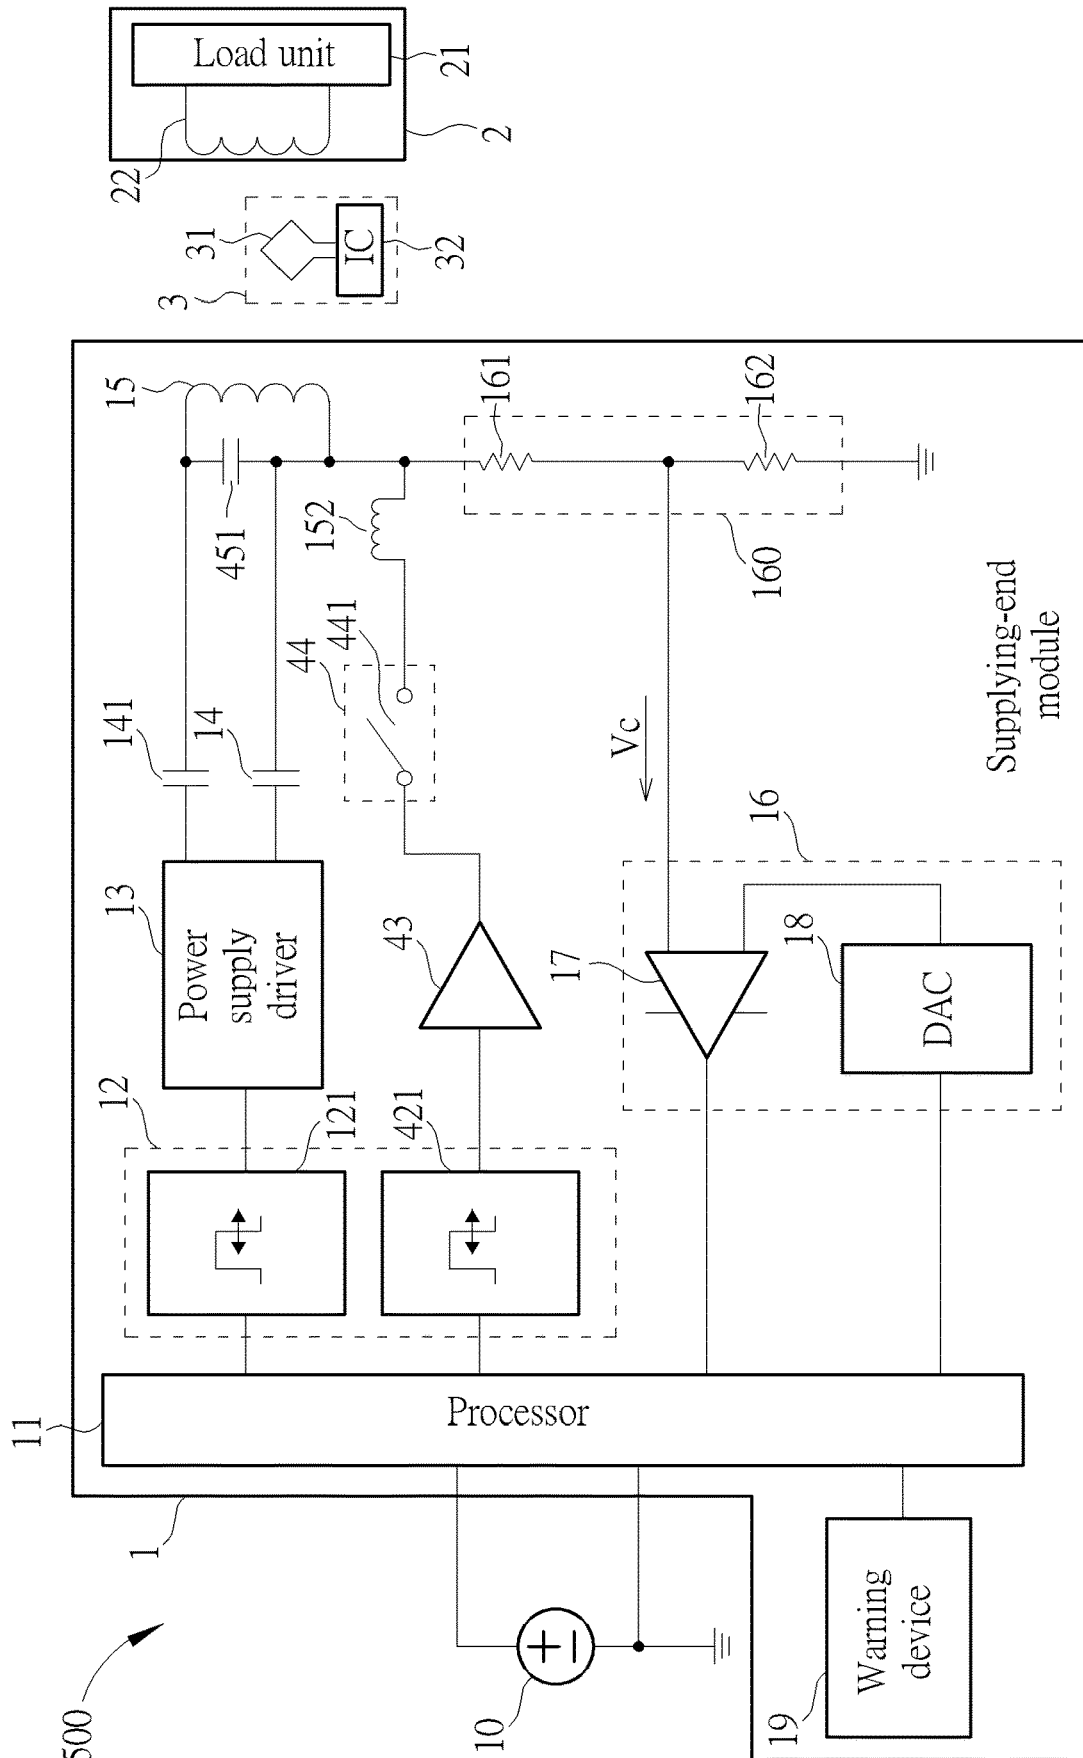 500
1
10
11
Processor
Warning
device
19
12
121
421
13
Power
supply
driver
43
141
14
44
441
152
451
15
161
162
160
Vc
16
17
18
DAC
Supplying-end
module
3
31
IC
32
22
Load unit
21
2